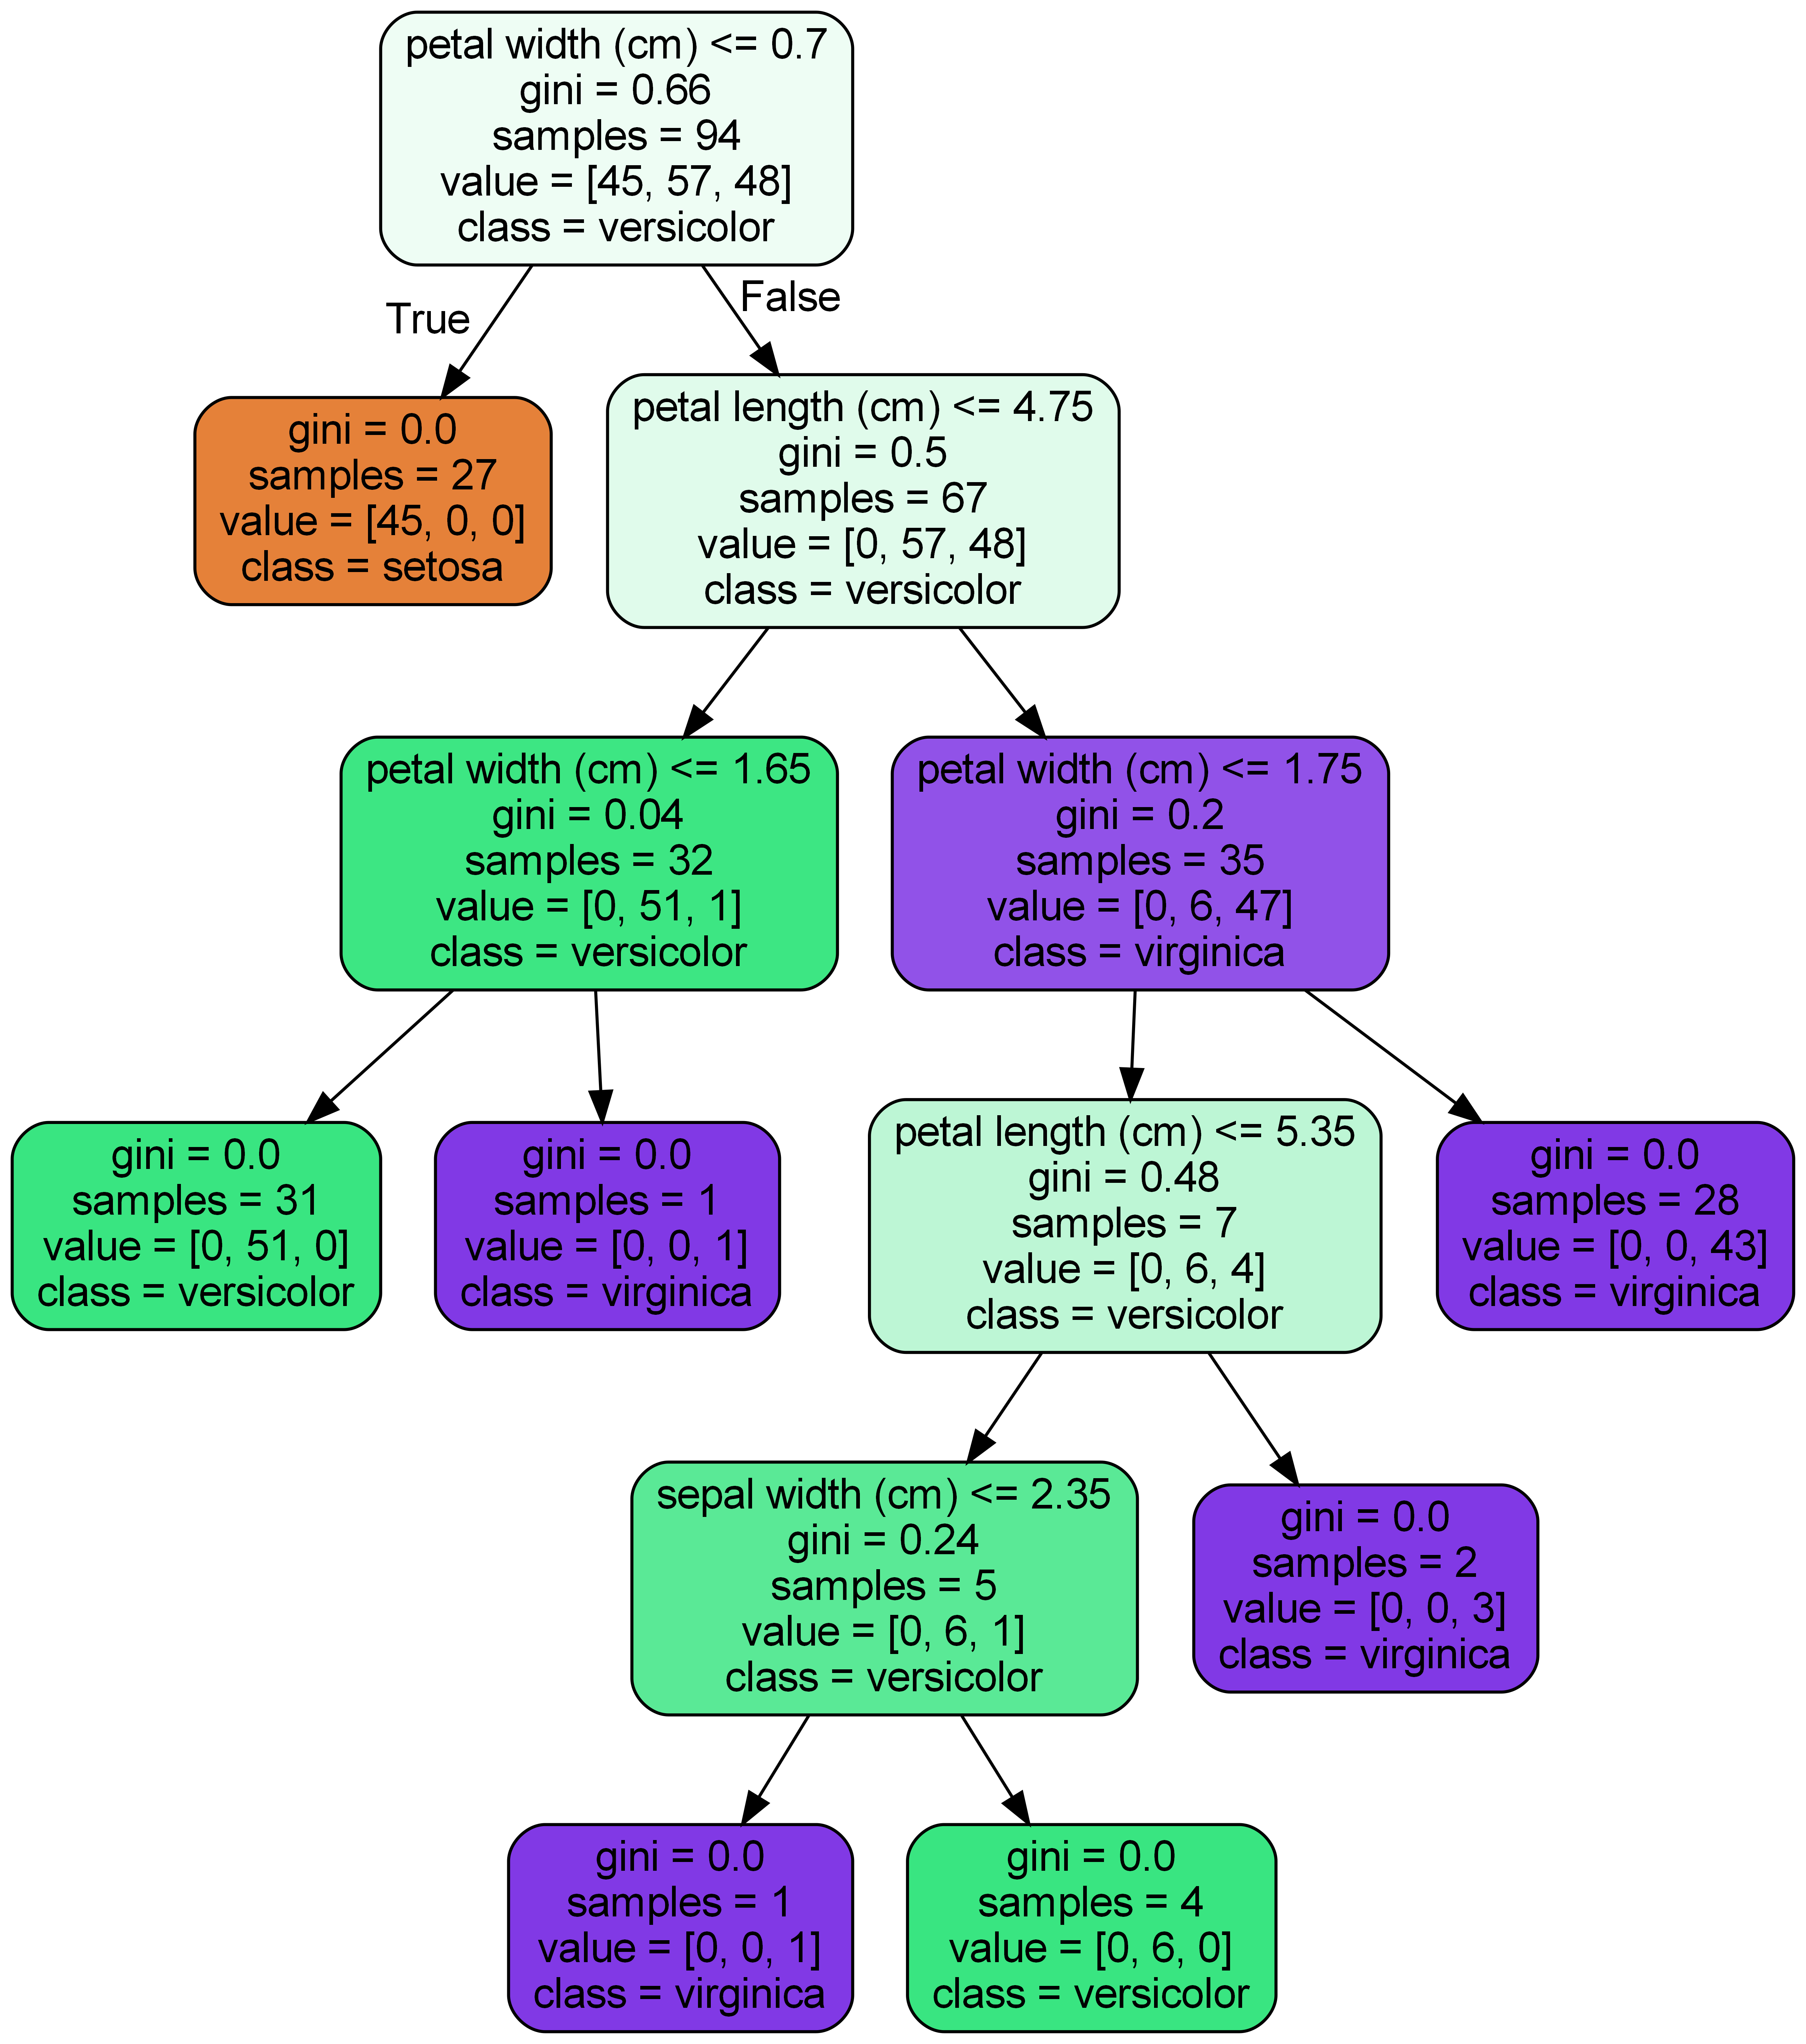 petal width (cm) <= 0.7
gini = 0.66
samples = 94
value = [45, 57, 48]
class = versicolor
True
False
gini = 0.0
samples = 27
value = [45, 0, 0]
class = setosa
petal length (cm) <= 4.75
gini = 0.5
samples = 67
value = [0, 57, 48]
class = versicolor
petal width (cm) <= 1.65
gini = 0.04
samples = 32
value = [0, 51, 1]
class = versicolor
petal width (cm) <= 1.75
gini = 0.2
samples = 35
value = [0, 6, 47]
class = virginica
gini = 0.0
samples = 31
value = [0, 51, 0]
class = versicolor
gini = 0.0
samples = 1
value = [0, 0, 1]
class = virginica
petal length (cm) <= 5.35
gini = 0.48
samples = 7
value = [0, 6, 4]
class = versicolor
gini = 0.0
samples = 28
value = [0, 0, 43]
class = virginica
sepal width (cm) <= 2.35
gini = 0.24
samples = 5
value = [0, 6, 1]
class = versicolor
gini = 0.0
samples = 2
value = [0, 0, 3]
class = virginica
gini = 0.0
samples = 1
value = [0, 0, 1]
class = virginica
gini = 0.0
samples = 4
value = [0, 6, 0]
class = versicolor